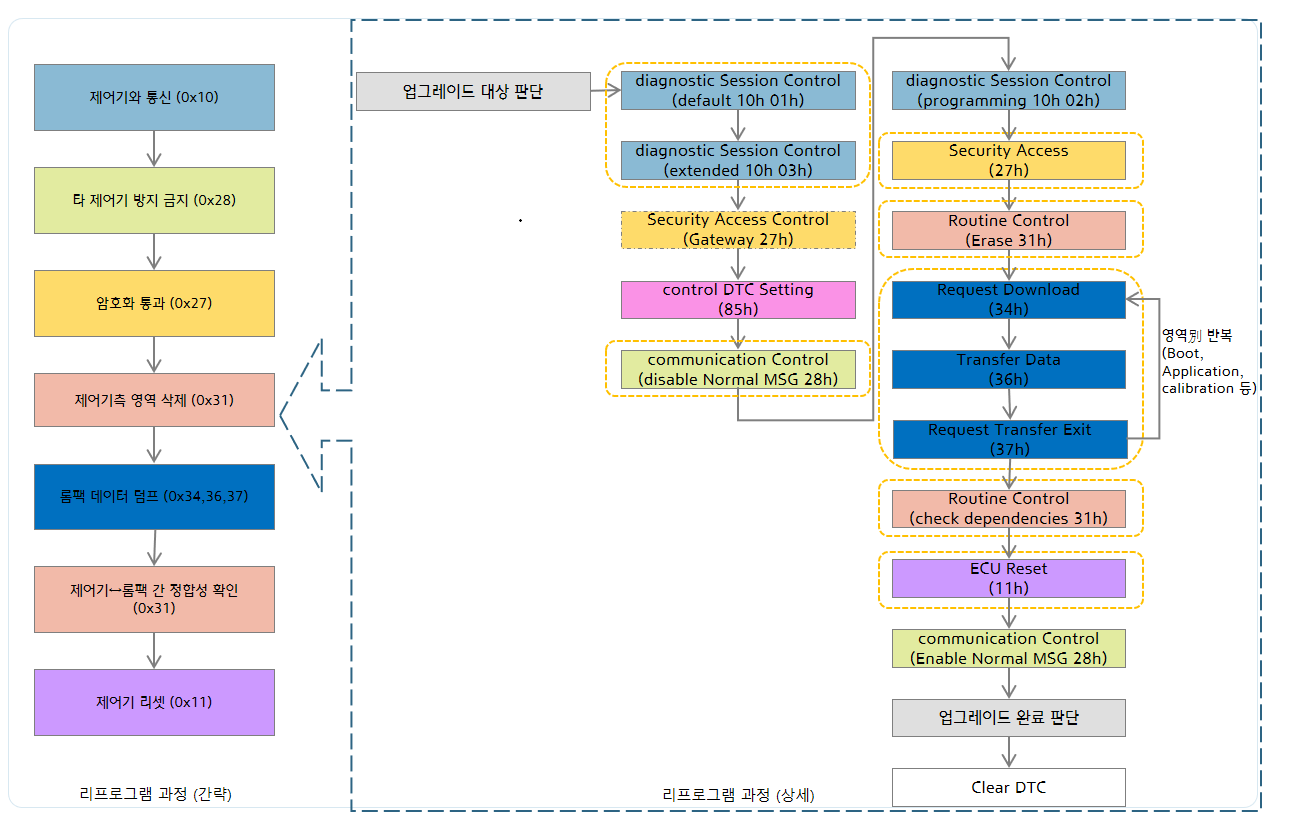 제어기와 통신 (0x10)
타 제어기 방지 금지 (0x28)
암호화 통과 (0x27)
제어기측 영역 삭제 (0x31)
롬팩 데이터 덤프 (0x34,36,37)
제어기↔롬팩 간 정합성 확인
(0x31)
제어기 리셋 (0x11)
리프로그램 과정 (간략)
업그레이드 대상 판단
diagnostic Session Control
(default 10h 01h)
diagnostic Session Control
(extended 10h 03h)
Security Access Control
(Gateway 27h)
control DTC Setting
(85h)
communication Control
(disable Normal MSG 28h)
diagnostic Session Control
(programming 10h 02h)
Security Access
(27h)
Routine Control
(Erase 31h)
Request Download
(34h)
Transfer Data
(36h)
Request Transfer Exit
(37h)
영역別 반복
(Boot,
Application,
calibration 등)
Routine Control
(check dependencies 31h)
ECU Reset
(11h)
communication Control
(Enable Normal MSG 28h)
업그레이드 완료 판단
Clear DTC
리프로그램 과정 (상세)